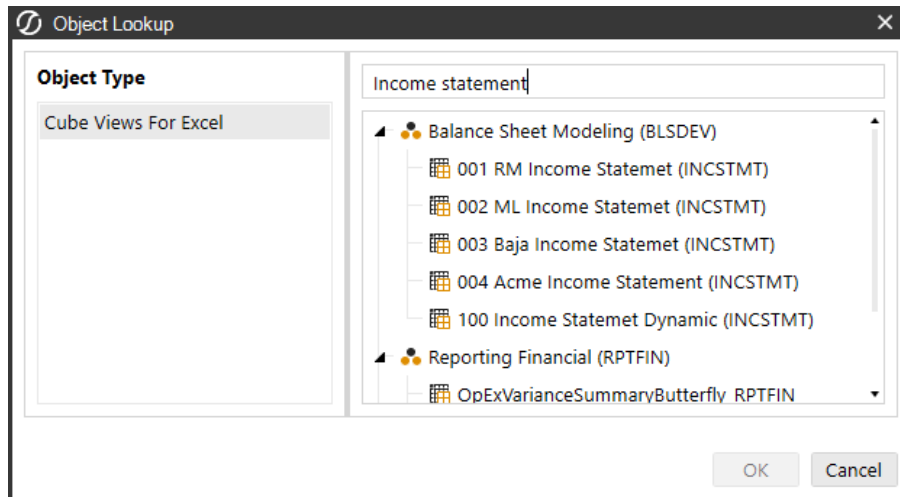 Object Lookup
Object Type
Cube Views For Excel
Income statement
Balance Sheet Modeling (BLSDEV)
001 RM Income Statemet (INCSTMT)
002 ML Income Statemet (INCSTMT)
003 Baja Income Statemet (INCSTMT)
004 Acme Income Statement (INCSTMT)
100 Income Statemet Dynamic (INCSTMT)
Reporting Financial (RPTFIN)
OpExVarianceSummaryButterfly_RPTFIN
OK
Cancel